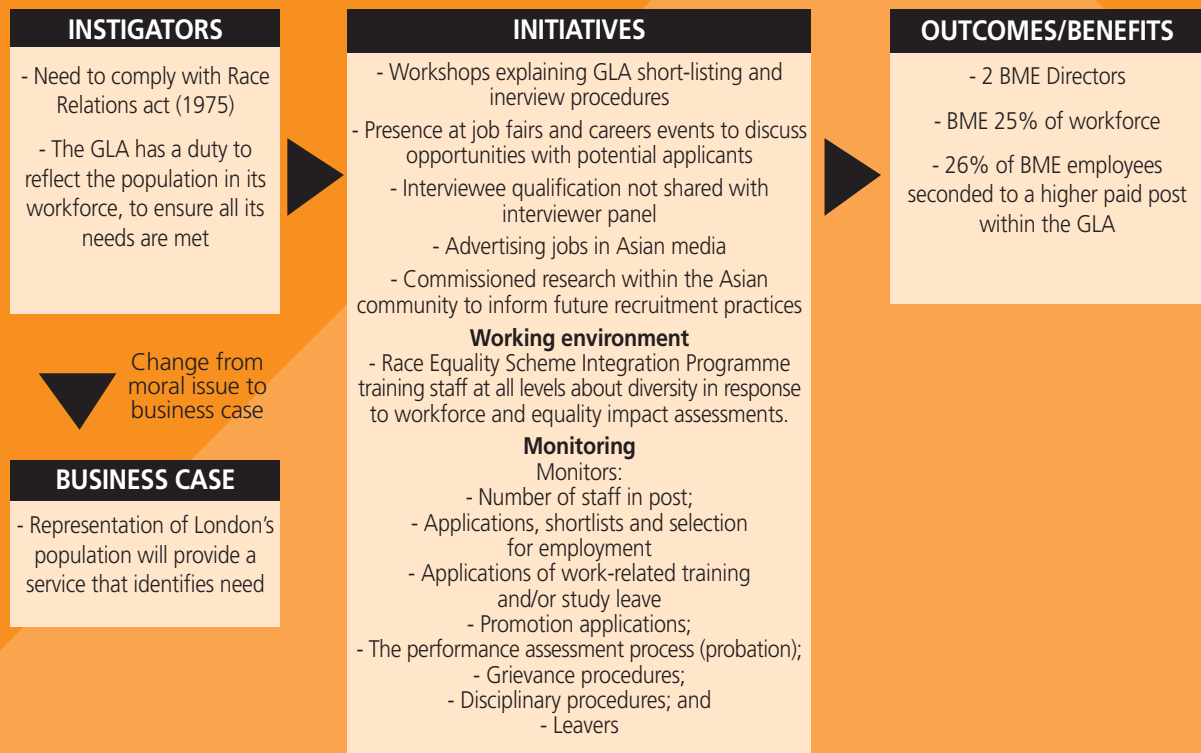 INSTIGATORS
- Need to comply with Race
Relations act (1975)
- The GLA has a duty to
reflect the population in its
workforce, to ensure all its
needs are met
Change from
moral issue to
business case
BUSINESS CASE
- Representation of London's
population will provide a
service that identifies need
INITIATIVES
- Workshops explaining GLA short-listing and
inerview procedures
- Presence at job fairs and careers events to discuss
opportunities with potential applicants
- Interviewee qualification not shared with
interviewer panel
- Advertising jobs in Asian media
- Commissioned research within the Asian
community to inform future recruitment practices
Working environment
- Race Equality Scheme Integration Programme
training staff at all levels about diversity in response
to workforce and equality impact assessments.
Monitoring
Monitors:
- Number of staff in post;
- Applications, shortlists and selection
for employment
- Applications of work-related training
and/or study leave
- Promotion applications;
- The performance assessment process (probation);
- Grievance procedures;
- Disciplinary procedures; and
- Leavers
OUTCOMES/BENEFITS
- 2 BME Directors
- BME 25% of workforce
- 26% of BME employees
seconded to a higher paid post
within the GLA